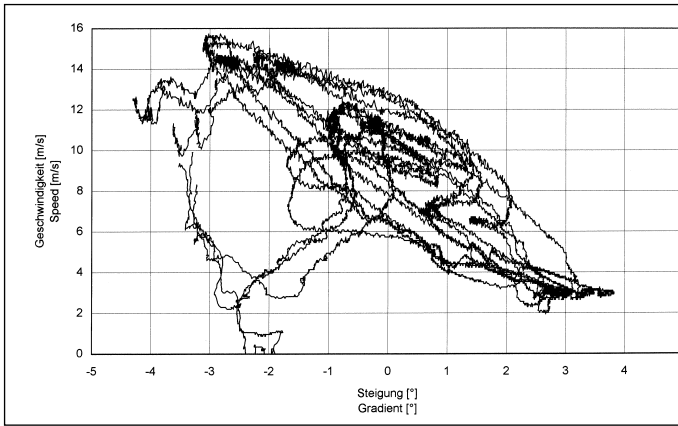 16
14
12
10
8
6
4
2
0
Geschwindigkeit [m/s]
Speed [m/s]
-5 -4 -3 -2 -1 0 1 2 3 4
Steigung [°]
Gradient [°]